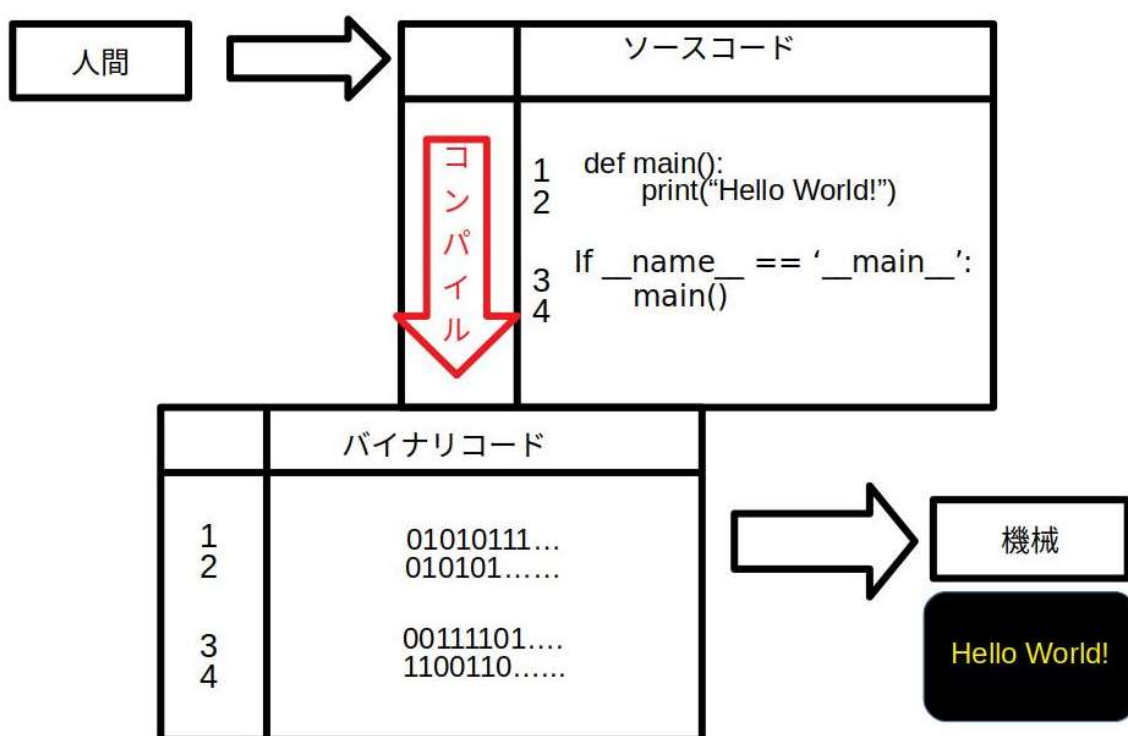 人間
ソースコード
コンパイル
1 def main():
2 print(“Hello World!”)
3 If __name__ == ‘__main__’:
4 main()
バイナリコード
1 01010111…
2 010101……
3 00111101….
4 1100110…...
機械
Hello World!